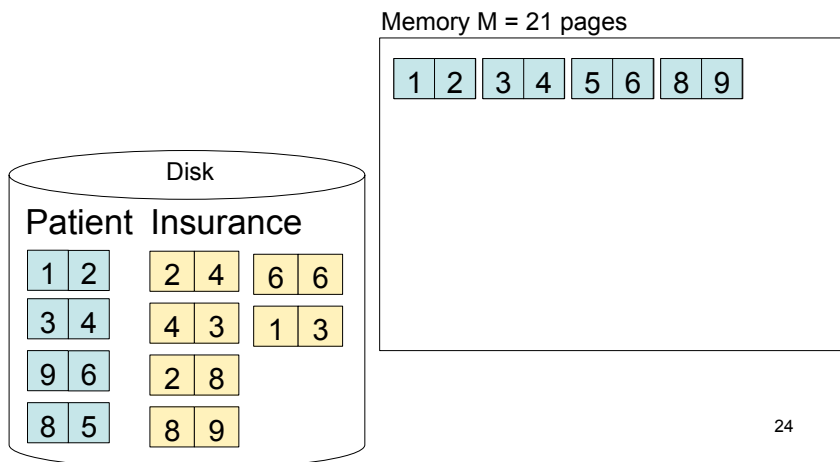 Memory M = 21 pages
1 2 3 4 5 6 8 9
Disk
Patient Insurance
1 2 2 4 6 6
3 4 4 3 1 3
9 6 2 8
8 5 8 9
24